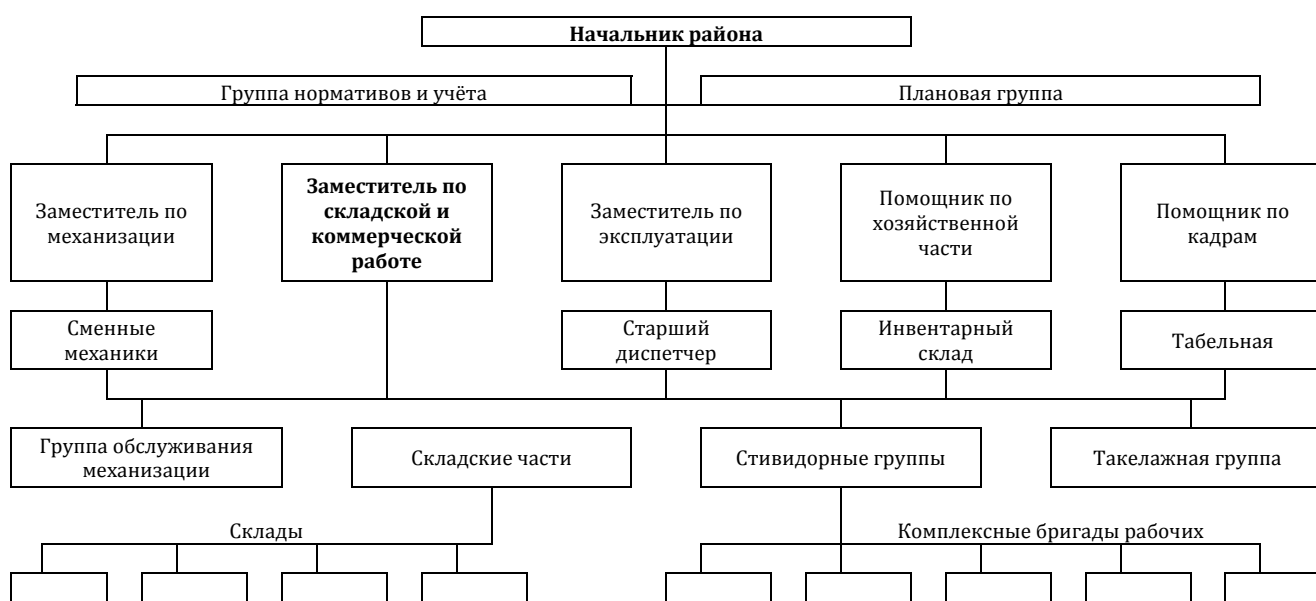 Начальник района
Группа нормативов и учёта
Плановая группа
Заместитель по
механизации
Заместитель по
складской и
коммерческой
работе
Заместитель по
эксплуатации
Помощник по
хозяйственной
части
Помощник по
кадрам
Сменные
механики
Старший
диспетчер
Инвентарный
склад
Табельная
Группа обслуживания
механизации
Складские части
Стивидорные группы
Такелажная группа
Склады
Комплексные бригады рабочих